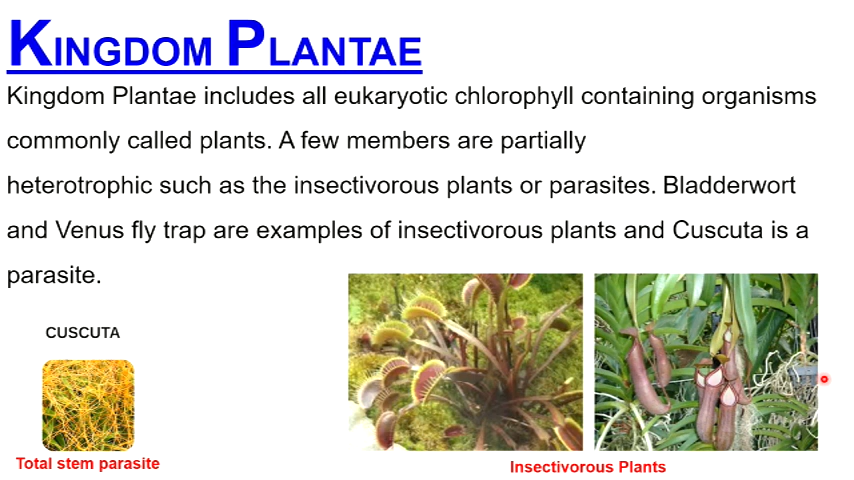 KINGDOM PLANTAE
Kingdom Plantae includes all eukaryotic chlorophyll containing organisms
commonly called plants. A few members are partially
heterotrophic such as the insectivorous plants or parasites. Bladderwort
and Venus fly trap are examples of insectivorous plants and Cuscuta is a
parasite.
CUSCUTA
Total stem parasite
Insectivorous Plants